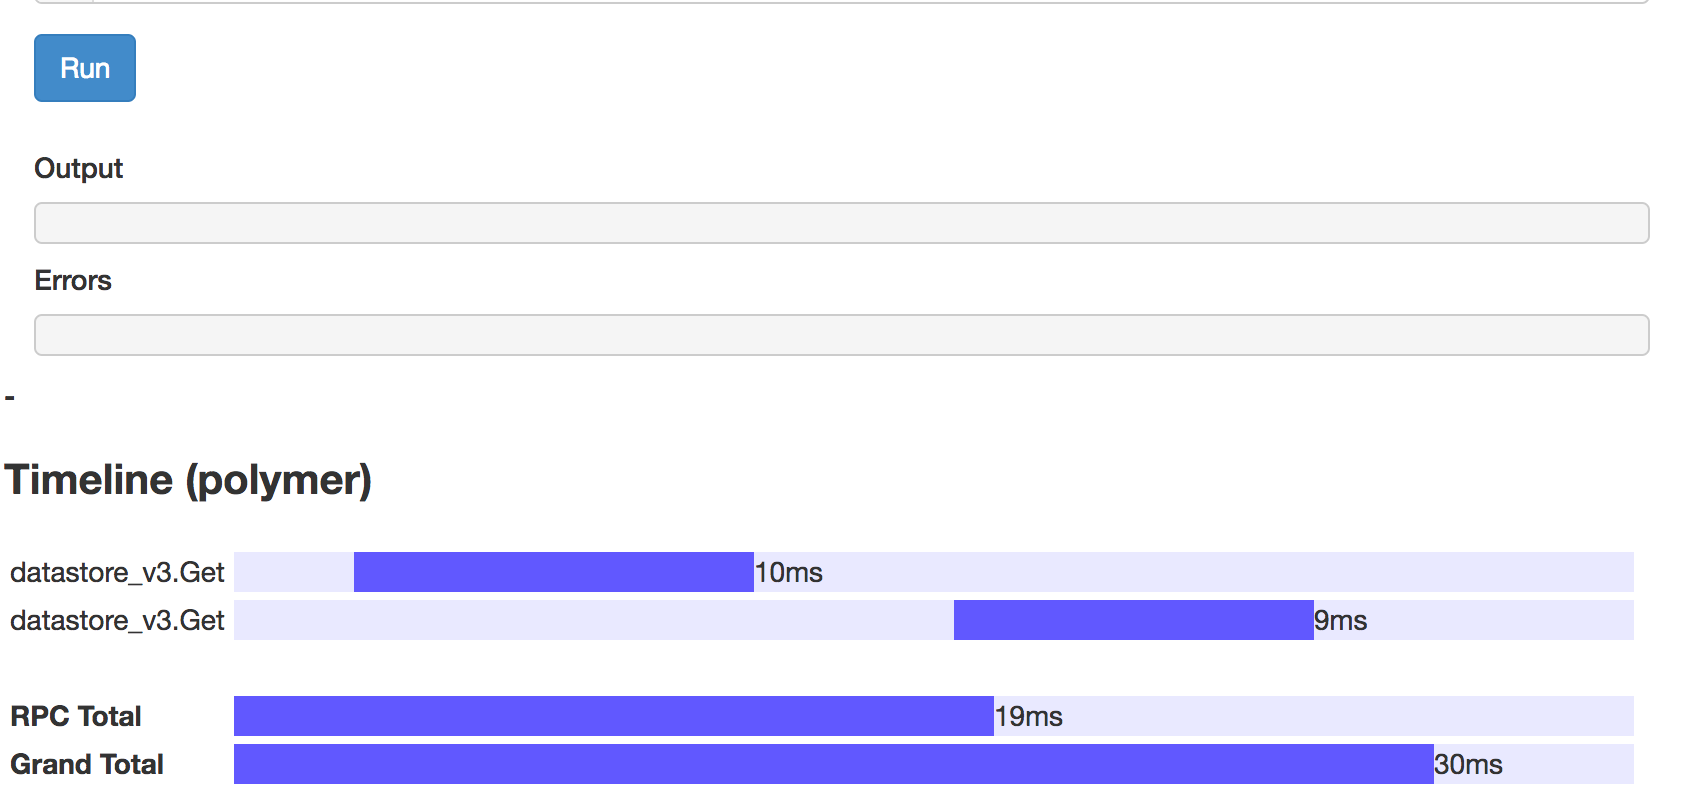 Run
Output
Errors
-
Timeline (polymer)
datastore_v3.Get 10ms
datastore_v3.Get 9ms
RPC Total 19ms
Grand Total 30ms